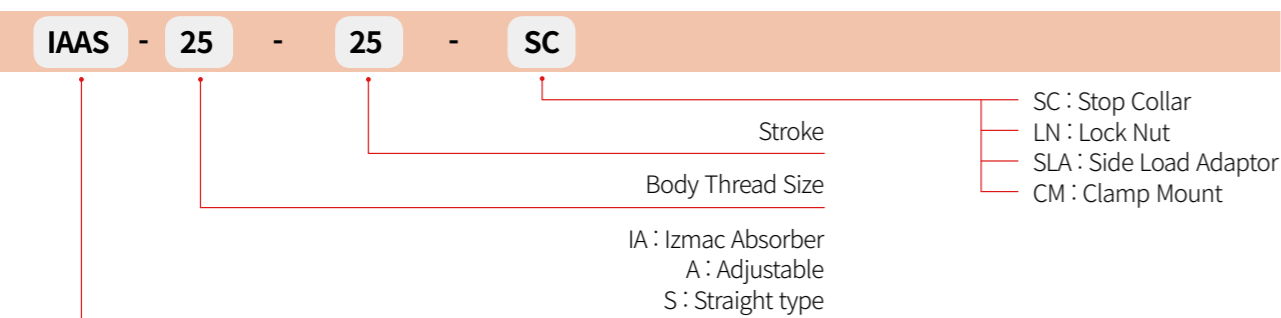 IAAS - 25 - 25 - SC
SC : Stop Collar
LN : Lock Nut
SLA : Side Load Adaptor
CM : Clamp Mount
Stroke
Body Thread Size
IA : Izmac Absorber
A : Adjustable
S : Straight type